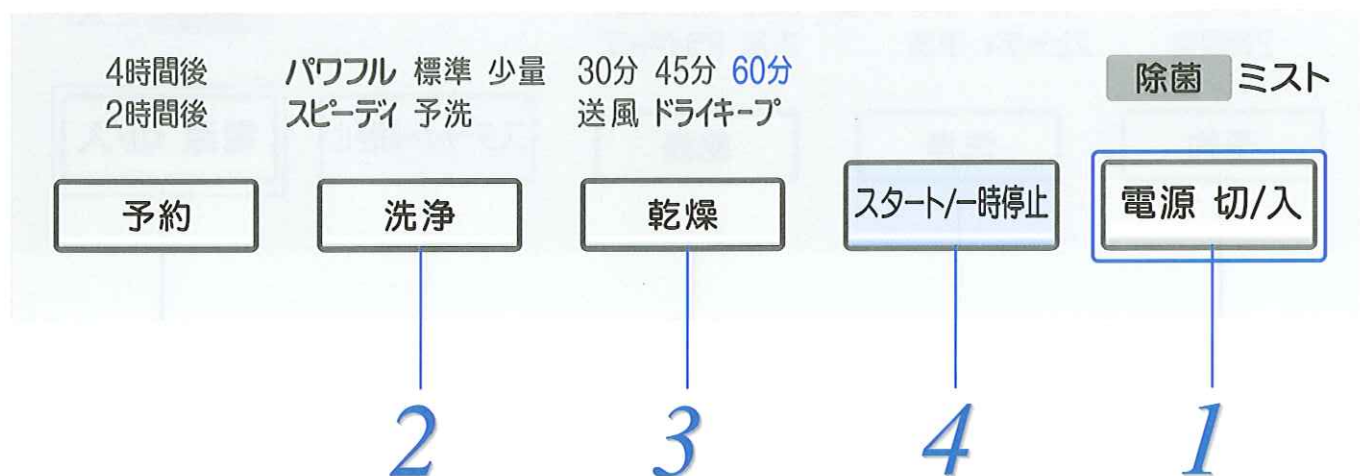 4時間後
2時間後
予約
パワフル 標準 少量
スピーディ 予洗
洗浄
30分 45分 60分
送風 ドライキープ
乾燥
スタート/一時停止
除菌 ミスト
電源 切/入
2
3
4
1